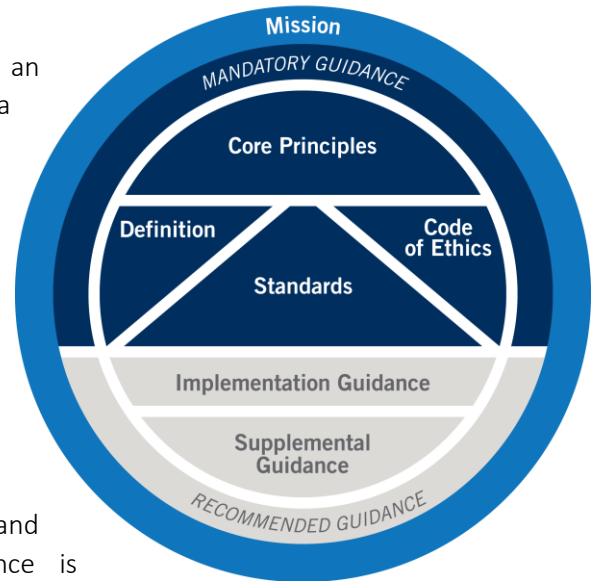 Mission
an
MANDATORY GUIDANCE
a
Core Principles
Definition
Code
of Ethics
Standards
Implementation Guidance
Supplemental
Guidance
RECOMMENDED GUIDANCE
and
nce is